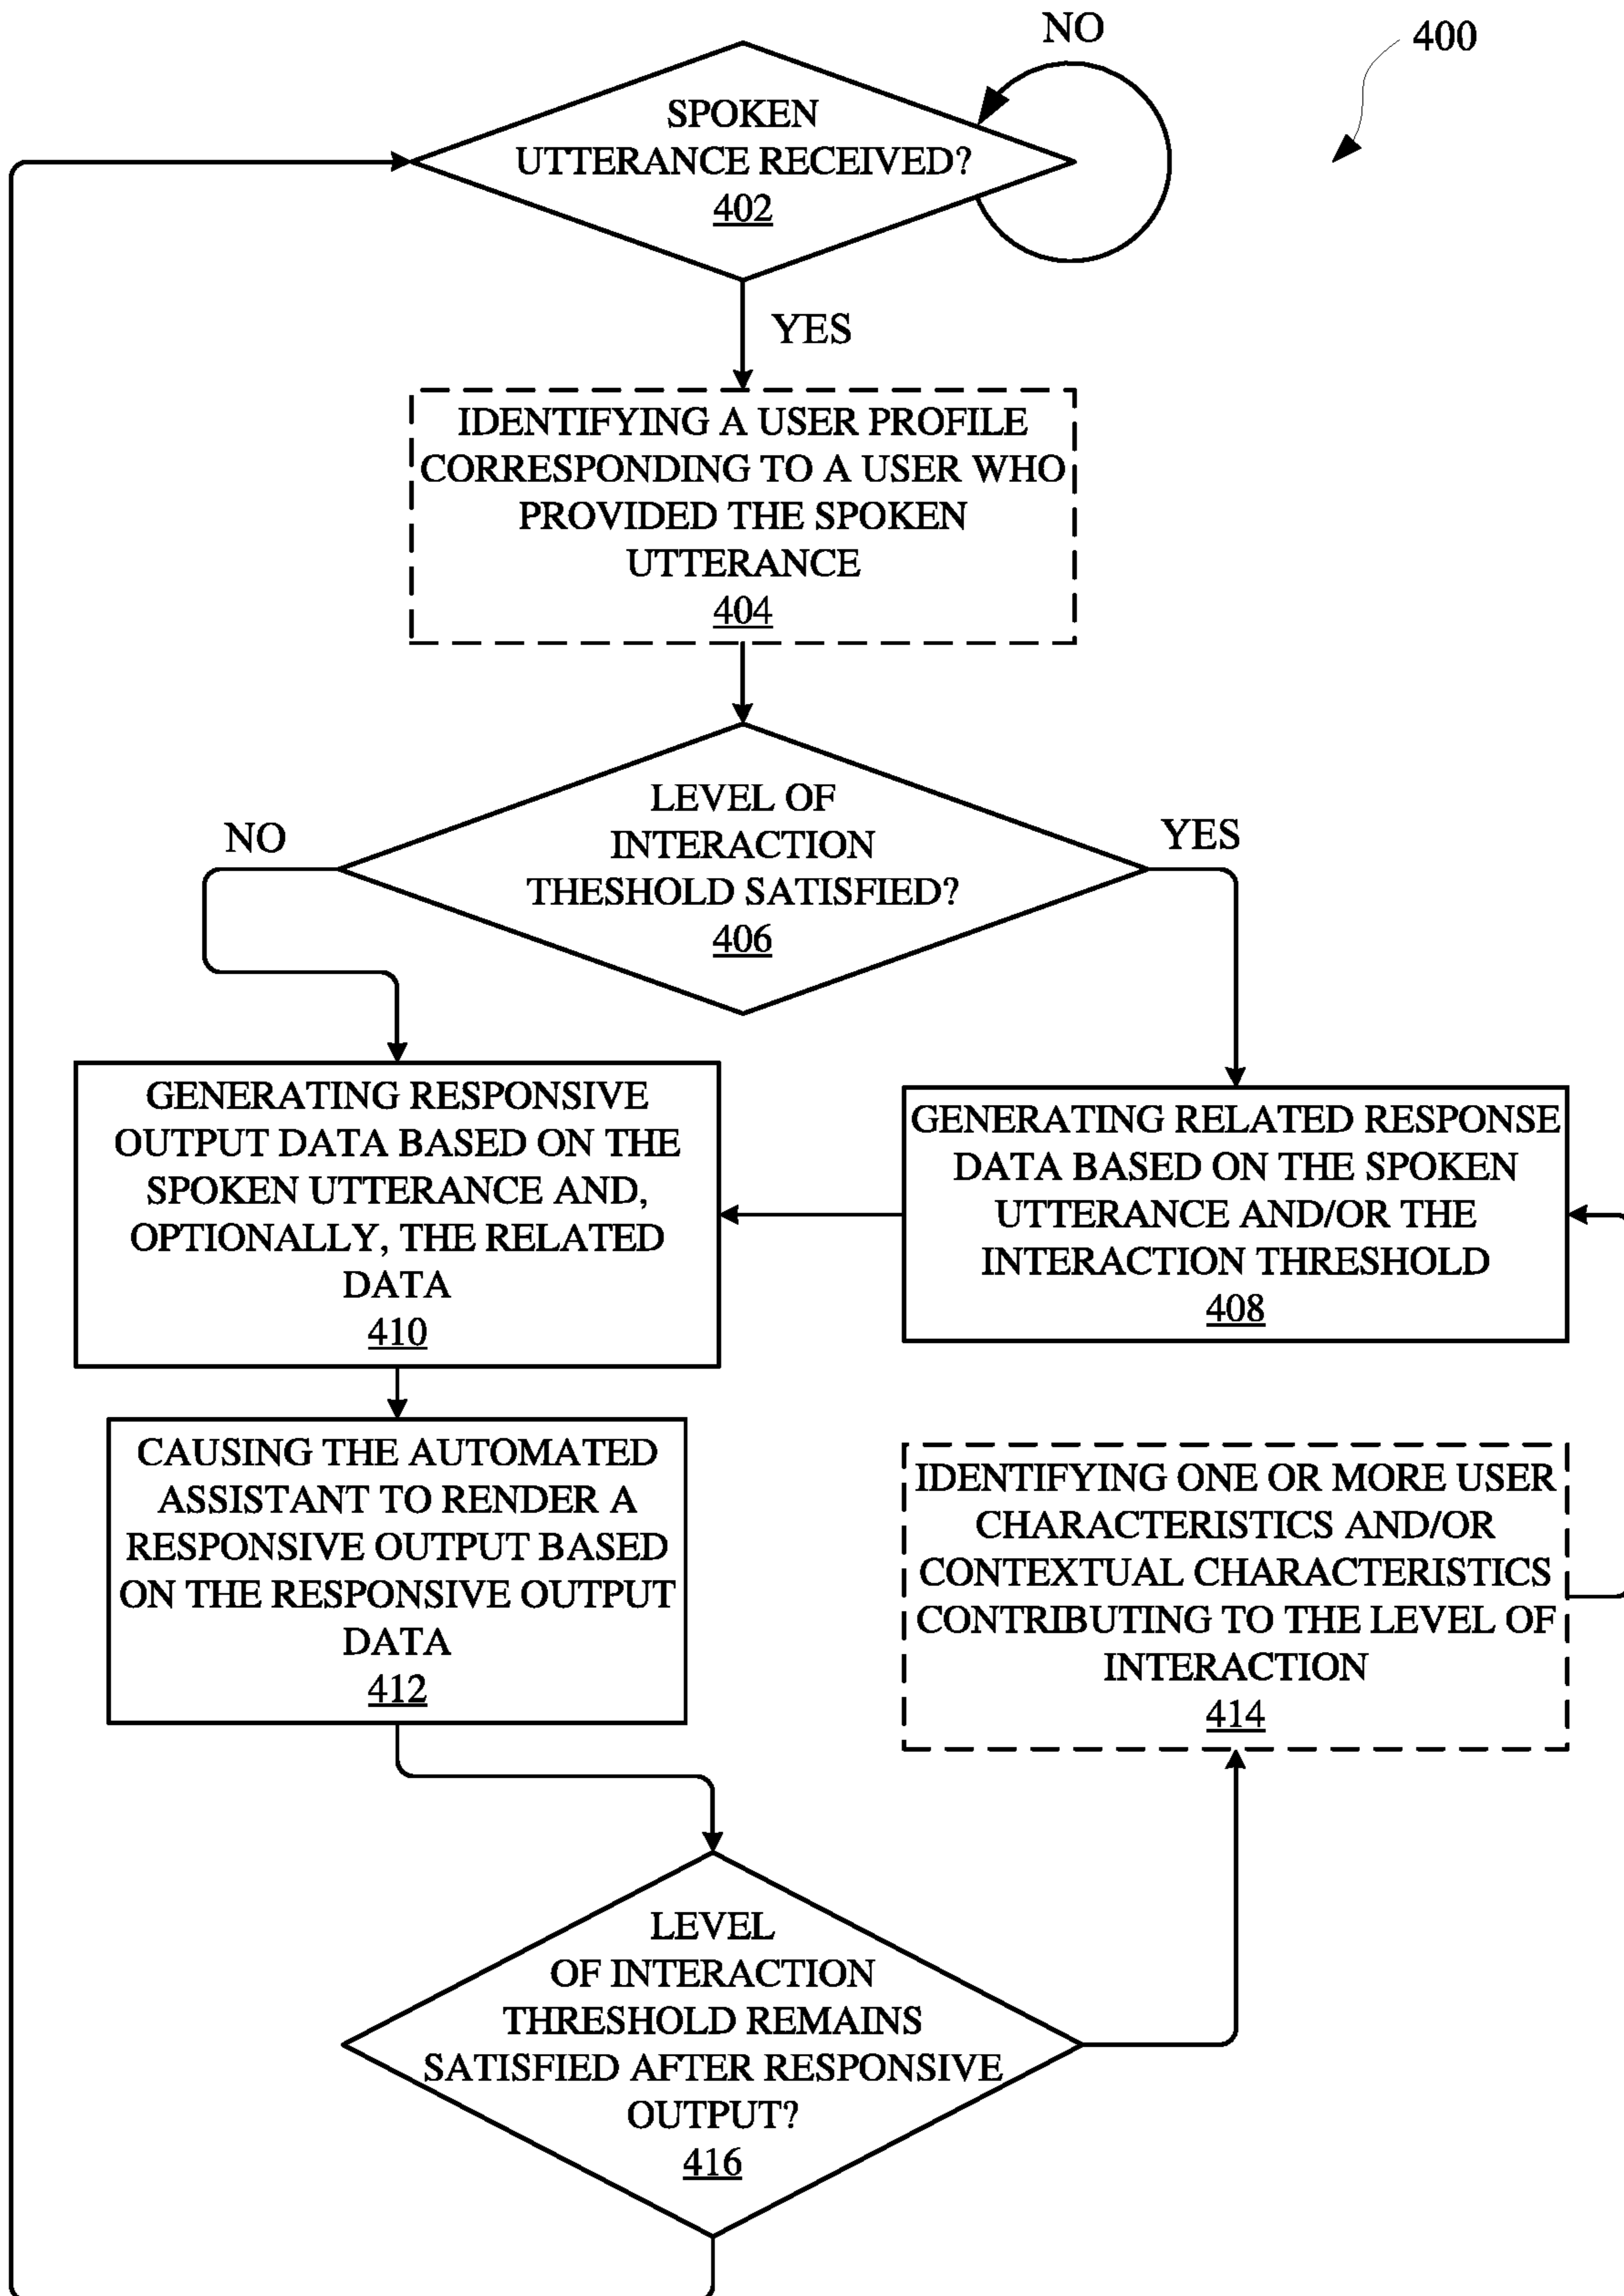 NO
400
SPOKEN
UTTERANCE RECEIVED?
402
YES
IDENTIFYING A USER PROFILE
CORRESPONDING TO A USER WHO
PROVIDED THE SPOKEN
UTTERANCE
404
LEVEL OF
INTERACTION
THESHOLD SATISFIED?
406
NO
YES
GENERATING RELATED RESPONSE
DATA BASED ON THE SPOKEN
UTTERANCE AND/OR THE
INTERACTION THRESHOLD
408
GENERATING RESPONSIVE
OUTPUT DATA BASED ON THE
SPOKEN UTTERANCE AND,
OPTIONALLY, THE RELATED
DATA
410
CAUSING THE AUTOMATED
ASSISTANT TO RENDER A
RESPONSIVE OUTPUT BASED
ON THE RESPONSIVE OUTPUT
DATA
412
IDENTIFYING ONE OR MORE USER
CHARACTERISTICS AND/OR
CONTEXTUAL CHARACTERISTICS
CONTRIBUTING TO THE LEVEL OF
INTERACTION
414
LEVEL
OF INTERACTION
THRESHOLD REMAINS
SATISFIED AFTER RESPONSIVE
OUTPUT?
416